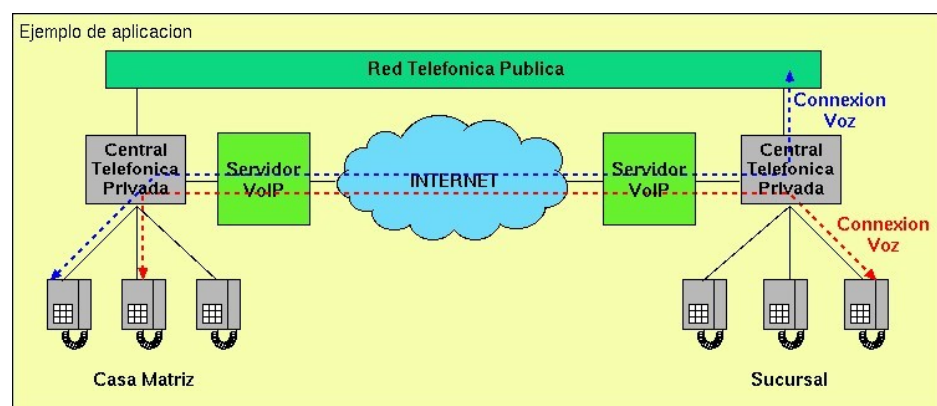 Ejemplo de aplicacion
Red Telefonica Publica
Connexion
Voz
Central
Telefonica
Privada
Servidor
VoIP
INTERNET
Servidor
VoIP
Central
Telefonica
Privada
Connexion
Voz
Casa Matriz
Sucursal